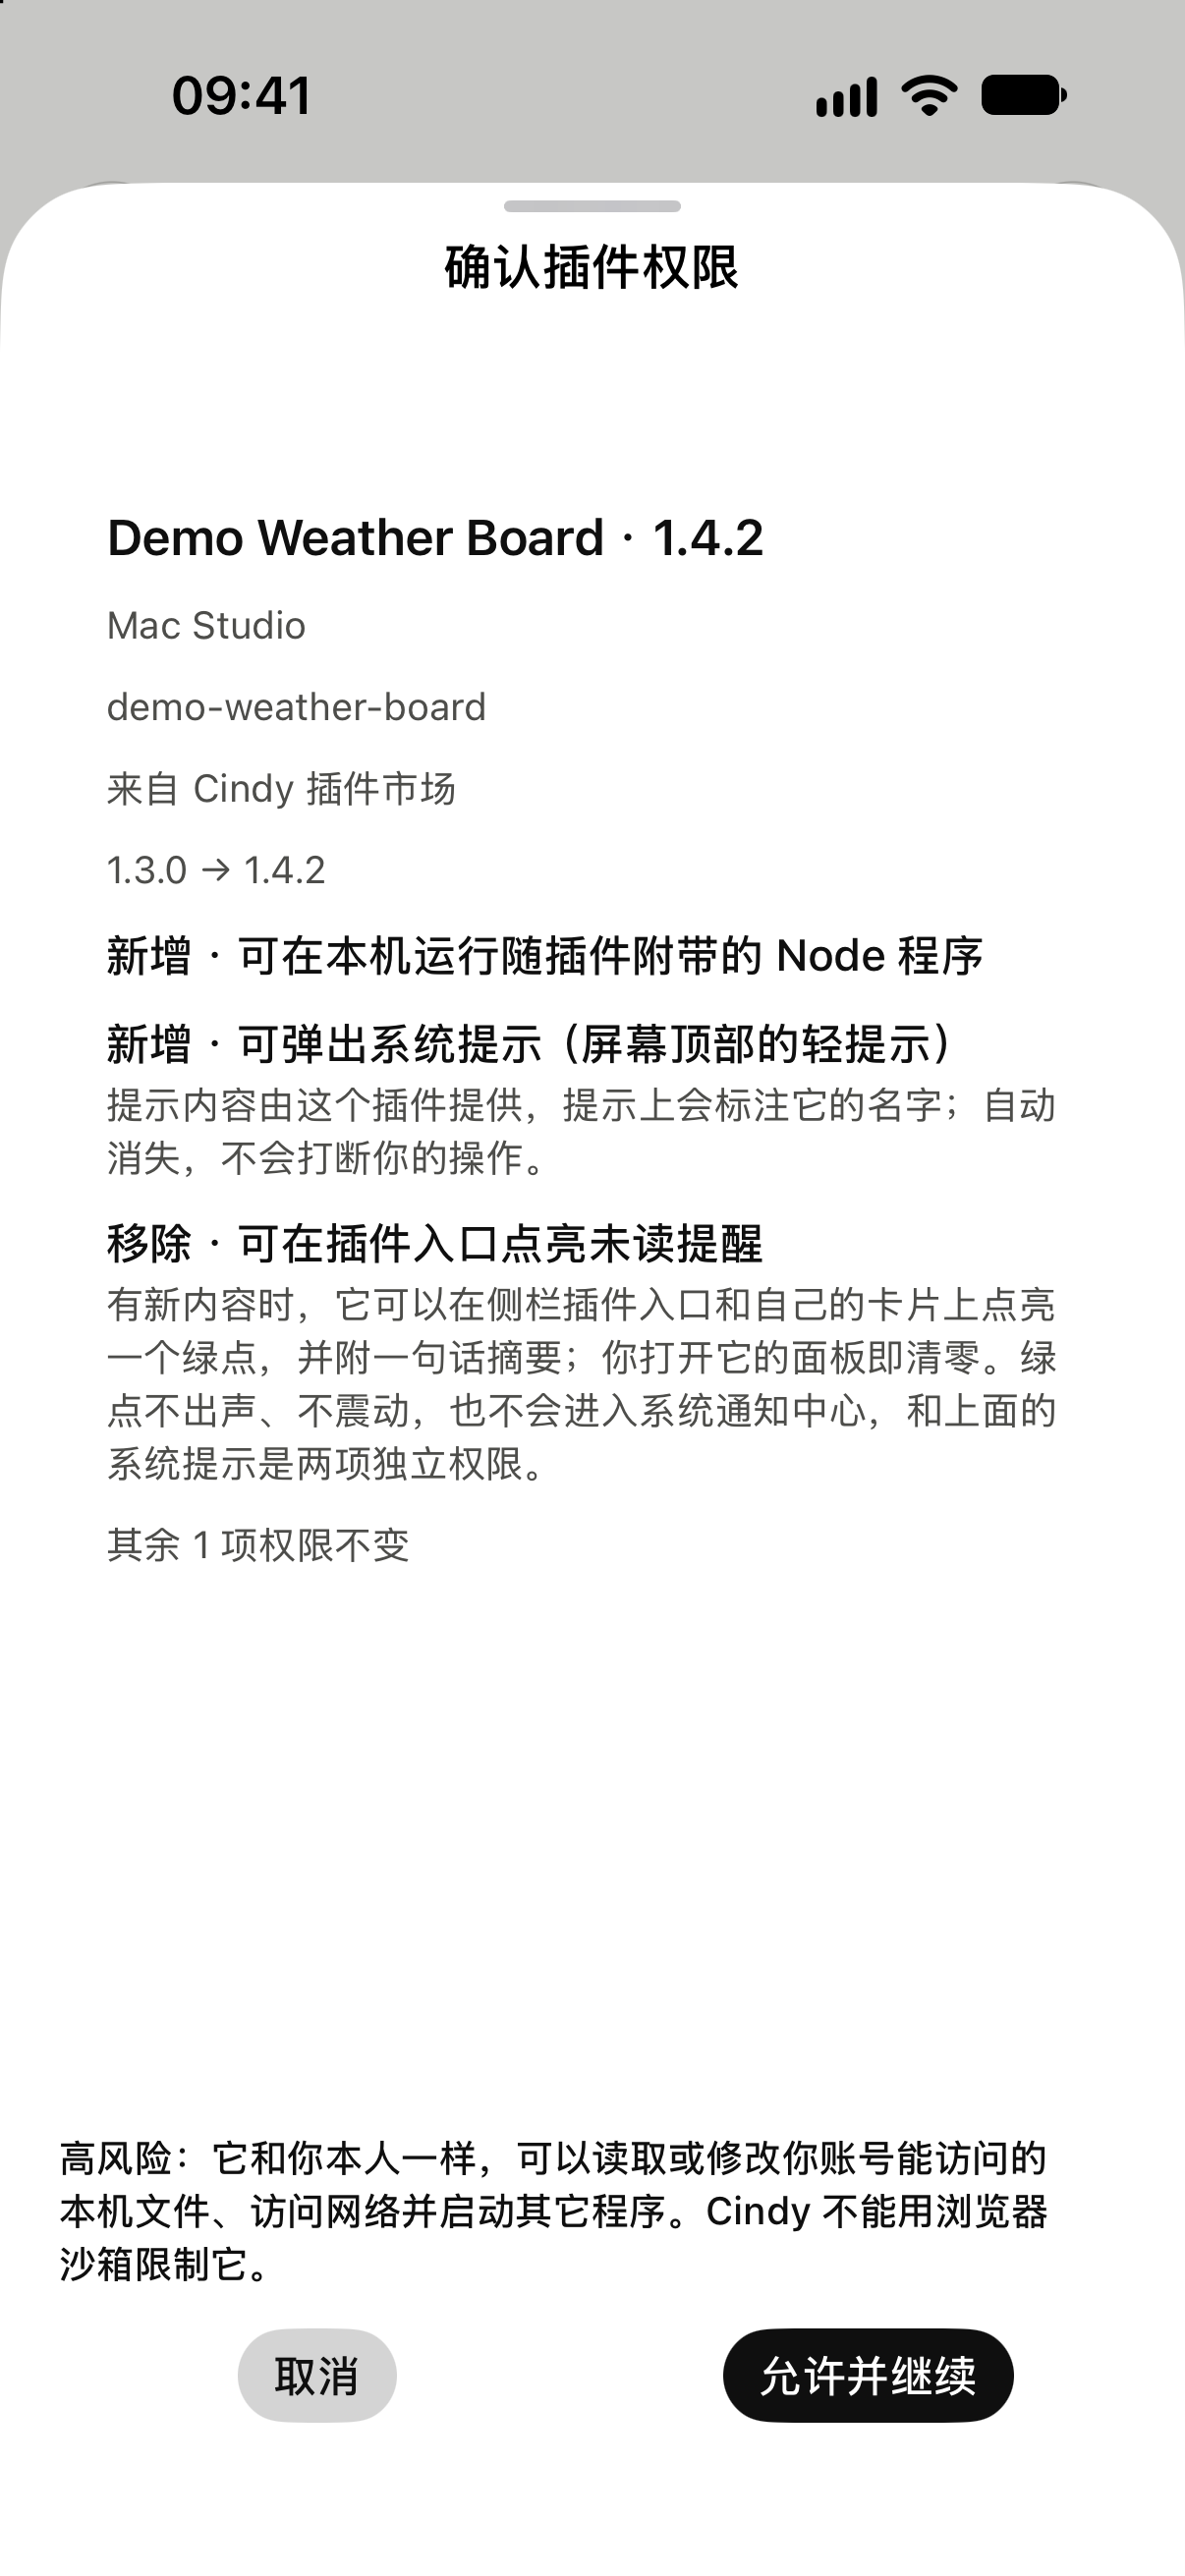 09:41
确认插件权限
Demo Weather Board · 1.4.2
Mac Studio
demo-weather-board
来自 Cindy 插件市场
1.3.0 → 1.4.2
新增 · 可在本机运行随插件附带的 Node 程序
新增 · 可弹出系统提示（屏幕顶部的轻提示）
提示内容由这个插件提供，提示上会标注它的名字；自动
消失，不会打断你的操作。
移除 · 可在插件入口点亮未读提醒
有新内容时，它可以在侧栏插件入口和自己的卡片上点亮
一个绿点，并附一句话摘要；你打开它的面板即清零。绿
点不出声、不震动，也不会进入系统通知中心，和上面的
系统提示是两项独立权限。
其余 1 项权限不变
高风险：它和你本人一样，可以读取或修改你账号能访问的
本机文件、访问网络并启动其它程序。Cindy 不能用浏览器
沙箱限制它。
取消
允许并继续